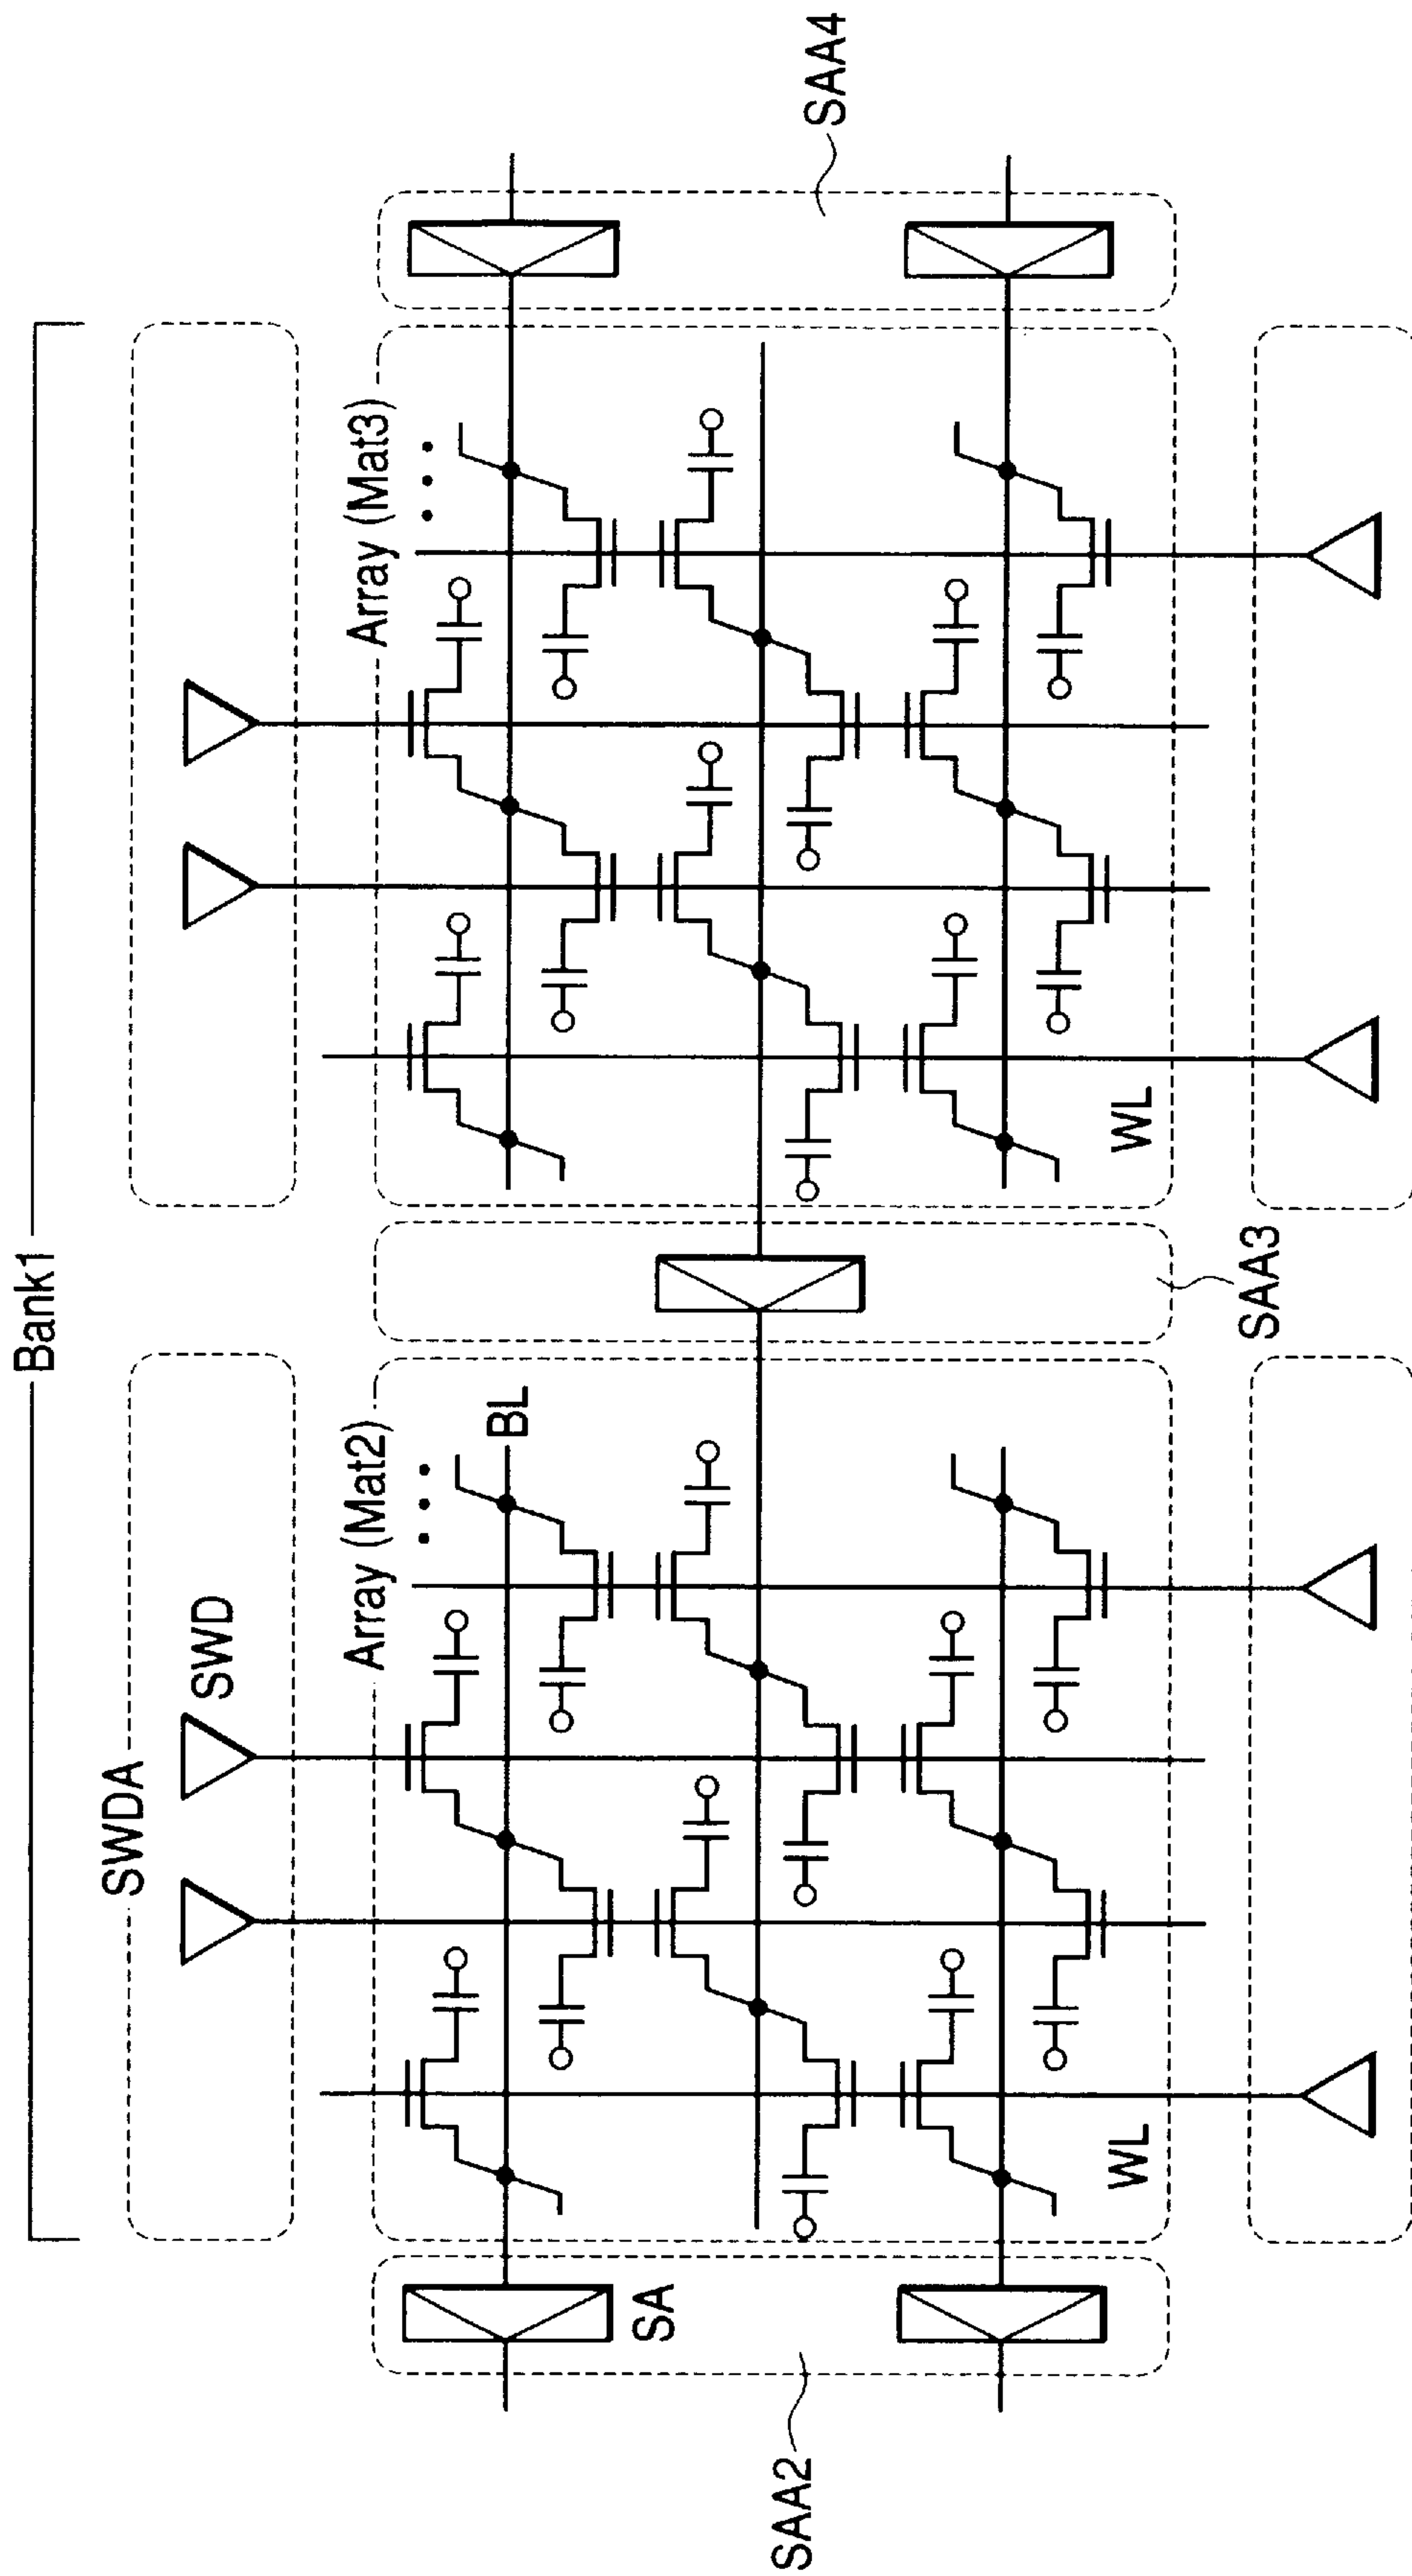 Bank1
SWDA
SWD
Array (Mat2)
Array (Mat3)
BL
SA
WL
WL
SAA2
SAA3
SAA4